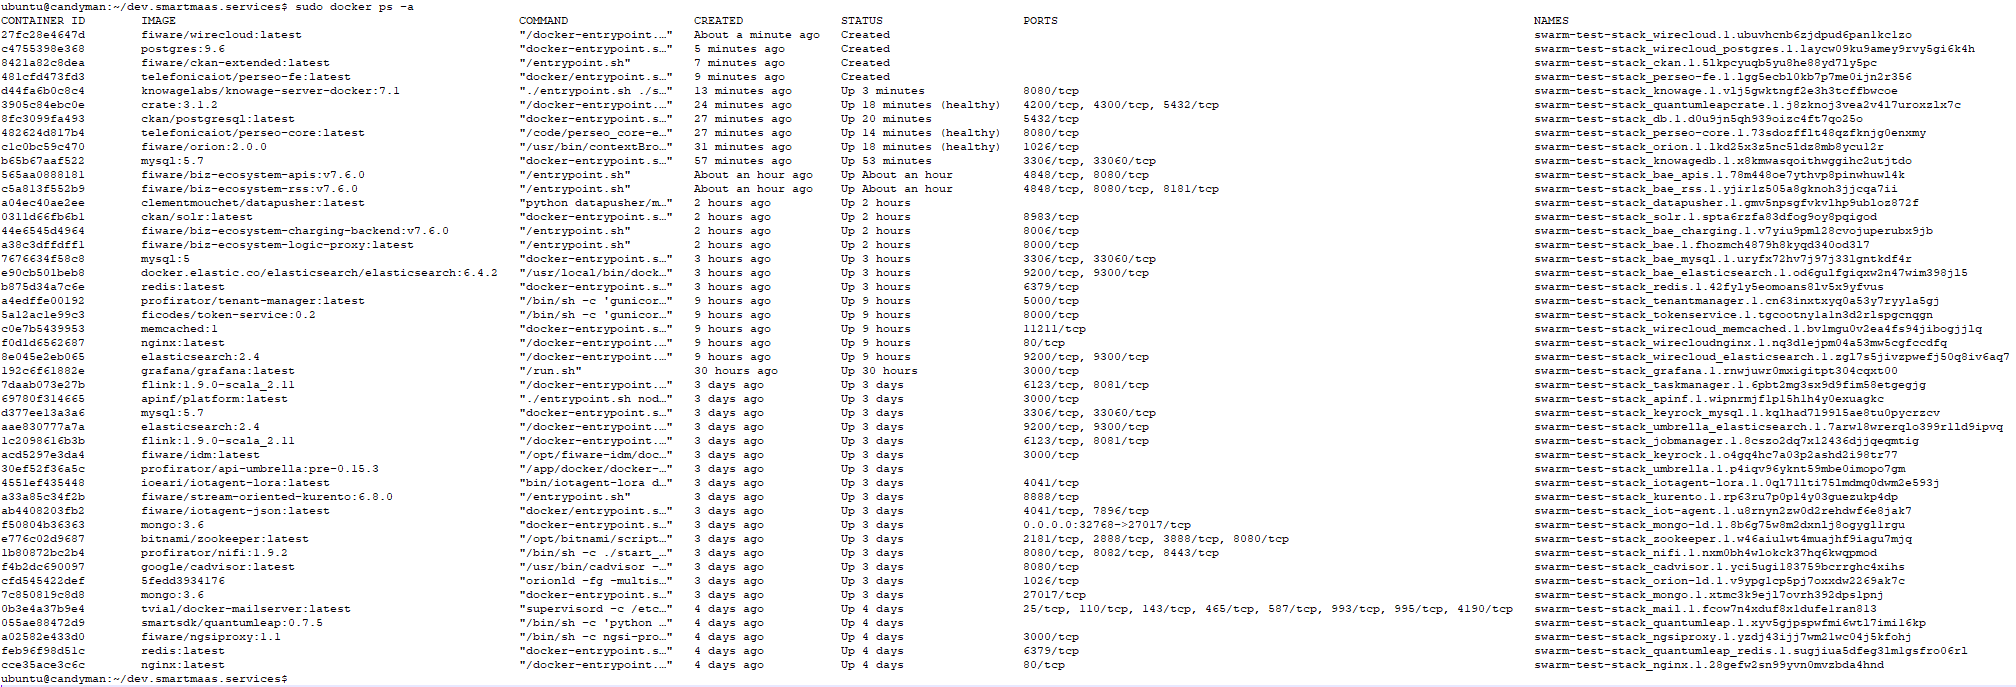 ubuntu@candyman:~/dev.smartmaas.services$ sudo docker ps -a
CONTAINER ID IMAGE COMMAND CREATED STATUS PORTS NAMES
27fc28e4647d fiware/wirecloud:latest "/docker-entrypoint.…" About a minute ago Created swarm-test-stack_wirecloud.1.ubuvhcnb6zjdpud6pan1kclzo
c4755398e368 postgres:9.6 "docker-entrypoint.s…" 5 minutes ago Created swarm-test-stack_wirecloud_postgres.1.laycw09ku9amey9rvy5gi6k4h
8421a82c8dea fiware/ckan-extended:latest "/entrypoint.sh" 7 minutes ago Created swarm-test-stack_ckan.1.51kpcyuqb5yu8he88yd7ly5pc
481cfd473fd3 telefonicaiot/perseo-fe:latest "docker/entrypoint.s…" 9 minutes ago Created swarm-test-stack_perseo-fe.1.lgg5ecbl0kb7p7me0ijn2r356
d44fa6b0c8c4 knowagelabs/knowage-server-docker:7.1 "./entrypoint.sh ./s…" 13 minutes ago Up 3 minutes 8080/tcp swarm-test-stack_knowage.1.vlj5gwktngf2e3h3tcffbwcoe
3905c84ebc0e crate:3.1.2 "/docker-entrypoint.…" 24 minutes ago Up 18 minutes (healthy) 4200/tcp, 4300/tcp, 5432/tcp swarm-test-stack_quantumleapcrate.1.j8zknoj3vea2v4l7uroxzlx7c
8fc3099fa493 ckan/postgresql:latest "docker-entrypoint.s…" 27 minutes ago Up 20 minutes 5432/tcp swarm-test-stack_db.1.d0u9jn5qh939oizc4ft7qo25o
482624d817b4 telefonicaiot/perseo-core:latest "/code/perseo_core-e…" 27 minutes ago Up 14 minutes (healthy) 8080/tcp swarm-test-stack_perseo-core.1.73sdozfflt48qzfknjg0enxmy
c1c0bc59c470 fiware/orion:2.0.0 "/usr/bin/contextBro…" 31 minutes ago Up 18 minutes (healthy) 1026/tcp swarm-test-stack_orion.1.lkd25x3z5nc5ldz8mb8ycul2r
b65b67aaf522 mysql:5.7 "docker-entrypoint.s…" 57 minutes ago Up 53 minutes 3306/tcp, 33060/tcp swarm-test-stack_knowagedb.1.x8kmwasqoithwggihc2utjtdo
565aa0888181 fiware/biz-ecosystem-apis:v7.6.0 "/entrypoint.sh" About an hour ago Up About an hour 4848/tcp, 8080/tcp swarm-test-stack_bae_apis.1.78m448oe7ythvp8pinwhuwl4k
c5a813f552b9 fiware/biz-ecosystem-rss:v7.6.0 "/entrypoint.sh" About an hour ago Up About an hour 4848/tcp, 8080/tcp, 8181/tcp swarm-test-stack_bae_rss.1.yjirlz505a8gknoh3jjcqa7ii
a04ec40ae2ee clementmouchet/datapusher:latest "python datapusher/m…" 2 hours ago Up 2 hours swarm-test-stack_datapusher.1.gmv5npsgfvkvlhp9ubloz872f
0311d66fb6b1 ckan/solr:latest "docker-entrypoint.s…" 2 hours ago Up 2 hours 8983/tcp swarm-test-stack_solr.1.spta6rzfa83dfog9oy8pqigod
44e6545d4964 fiware/biz-ecosystem-charging-backend:v7.6.0 "/entrypoint.sh" 2 hours ago Up 2 hours 8006/tcp swarm-test-stack_bae_charging.1.v7yiu9pml28cvojuperubx9jb
a38c3dffdff1 fiware/biz-ecosystem-logic-proxy:latest "/entrypoint.sh" 2 hours ago Up 2 hours 8000/tcp swarm-test-stack_bae.1.fhozmch4879h8kyqd340od3l7
7676634f58c8 mysql:5 "docker-entrypoint.s…" 3 hours ago Up 3 hours 3306/tcp, 33060/tcp swarm-test-stack_bae_mysql.1.uryfx72hv7j97j33lgntkdf4r
e90cb501beb8 docker.elastic.co/elasticsearch/elasticsearch:6.4.2 "/usr/local/bin/dock…" 3 hours ago Up 3 hours 9200/tcp, 9300/tcp swarm-test-stack_bae_elasticsearch.1.od6gulfgiqxw2n47wim398jl5
b875d34a7c6e redis:latest "docker-entrypoint.s…" 3 hours ago Up 3 hours 6379/tcp swarm-test-stack_redis.1.42fyly5eomoans8lv5x9yfvus
a4edffe00192 profirator/tenant-manager:latest "/bin/sh -c 'gunicor…" 9 hours ago Up 9 hours 5000/tcp swarm-test-stack_tenantmanager.1.cn63inxtxyq0a53y7ryyla5gj
5a12ac1e99c3 ficodes/token-service:0.2 "/bin/sh -c 'gunicor…" 9 hours ago Up 9 hours 8000/tcp swarm-test-stack_tokenservice.1.tgcootnylaln3d2rlspgcnqgn
c0e7b5439953 memcached:1 "docker-entrypoint.s…" 9 hours ago Up 9 hours 11211/tcp swarm-test-stack_wirecloud_memcached.1.bvlmgu0v2ea4fs94jibogjjlq
f0d1d6562687 nginx:latest "/docker-entrypoint.…" 9 hours ago Up 9 hours 80/tcp swarm-test-stack_wirecloudnginx.1.nq3dlejpm04a53mw5cgfccdfq
8e045e2eb065 elasticsearch:2.4 "/docker-entrypoint.…" 9 hours ago Up 9 hours 9200/tcp, 9300/tcp swarm-test-stack_wirecloud_elasticsearch.1.zgl7s5jivzpwefj50q8iv6aq7
192c6f61882e grafana/grafana:latest "/run.sh" 30 hours ago Up 30 hours 3000/tcp swarm-test-stack_grafana.1.rnwjuwr0mxigitpt304cqxt00
7daab073e27b flink:1.9.0-scala_2.11 "/docker-entrypoint.…" 3 days ago Up 3 days 6123/tcp, 8081/tcp swarm-test-stack_taskmanager.1.6pbt2mg3sx9d9fim58etgegjg
69780f314665 apinf/platform:latest "./entrypoint.sh nod…" 3 days ago Up 3 days 3000/tcp swarm-test-stack_apinf.1.wipnrmjflpl5hlh4y0exuagkc
d377ee13a3a6 mysql:5.7 "docker-entrypoint.s…" 3 days ago Up 3 days 3306/tcp, 33060/tcp swarm-test-stack_keyrock_mysql.1.kqlhad7l99l5ae8tu0pycrzcv
aae830777a7a elasticsearch:2.4 "/docker-entrypoint.…" 3 days ago Up 3 days 9200/tcp, 9300/tcp swarm-test-stack_umbrella_elasticsearch.1.7arwl8wrerqlo399rlld9ipvq
1c2098616b3b flink:1.9.0-scala_2.11 "/docker-entrypoint.…" 3 days ago Up 3 days 6123/tcp, 8081/tcp swarm-test-stack_jobmanager.1.8cszo2dq7xl2436djjqeqmtig
acd5297e3da4 fiware/idm:latest "/opt/fiware-idm/doc…" 3 days ago Up 3 days 3000/tcp swarm-test-stack_keyrock.1.o4gq4hc7a03p2ashd2i98tr77
30ef52f36a5c profirator/api-umbrella:pre-0.15.3 "/app/docker/docker-…" 3 days ago Up 3 days swarm-test-stack_umbrella.1.p4iqv96yknt59mbe0imopo7gm
4551ef435448 ioeari/iotagent-lora:latest "bin/iotagent-lora d…" 3 days ago Up 3 days 4041/tcp swarm-test-stack_iotagent-lora.1.0ql7llti75lmdmq0dwm2e593j
a33a85c34f2b fiware/stream-oriented-kurento:6.8.0 "/entrypoint.sh" 3 days ago Up 3 days 8888/tcp swarm-test-stack_kurento.1.rp63ru7p0pl4y03guezukp4dp
ab4408203fb2 fiware/iotagent-json:latest "docker/entrypoint.s…" 3 days ago Up 3 days 4041/tcp, 7896/tcp swarm-test-stack_iot-agent.1.u8rnyn2zw0d2rehdwf6e8jak7
f50804b36363 mongo:3.6 "docker-entrypoint.s…" 3 days ago Up 3 days 0.0.0.0:32768->27017/tcp swarm-test-stack_mongo-ld.1.8b6g75w8m2dxnlj8ogygllrgu
e776c02d9687 bitnami/zookeeper:latest "/opt/bitnami/script…" 3 days ago Up 3 days 2181/tcp, 2888/tcp, 3888/tcp, 8080/tcp swarm-test-stack_zookeeper.1.w46aiulwt4muajhf9iagu7mjq
1b80872bc2b4 profirator/nifi:1.9.2 "/bin/sh -c ./start_…" 3 days ago Up 3 days 8080/tcp, 8082/tcp, 8443/tcp swarm-test-stack_nifi.1.nxm0bh4wlokck37hq6kwqpmod
f4b2dc690097 google/cadvisor:latest "/usr/bin/cadvisor -…" 3 days ago Up 3 days 8080/tcp swarm-test-stack_cadvisor.1.yci5ugi183759bcrrghc4xihs
cfd545422def 5fedd3934176 "orionld -fg -multis…" 3 days ago Up 3 days 1026/tcp swarm-test-stack_orion-ld.1.v9ypglcp5pj7oxxdw2269ak7c
7c850819c8d8 mongo:3.6 "docker-entrypoint.s…" 3 days ago Up 3 days 27017/tcp swarm-test-stack_mongo.1.xtmc3k9ejl7ovrh392dpslpnj
0b3e4a37b9e4 tvial/docker-mailserver:latest "supervisord -c /etc…" 4 days ago Up 4 days 25/tcp, 110/tcp, 143/tcp, 465/tcp, 587/tcp, 993/tcp, 995/tcp, 4190/tcp swarm-test-stack_mail.1.fcow7n4xduf8xldufelran813
055ae88472d9 smartsdk/quantumleap:0.7.5 "/bin/sh -c 'python …" 4 days ago Up 4 days swarm-test-stack_quantumleap.1.xyv5gjpspwfmi6wtl7imil6kp
a02582e433d0 fiware/ngsiproxy:1.1 "/bin/sh -c ngsi-pro…" 4 days ago Up 4 days 3000/tcp swarm-test-stack_ngsiproxy.1.yzdj43ijj7wm2lwc04j5kfohj
feb96f98d51c redis:latest "docker-entrypoint.s…" 4 days ago Up 4 days 6379/tcp swarm-test-stack_quantumleap_redis.1.sugjiua5dfeg3lmlgsfro06rl
cce35ace3c6c nginx:latest "/docker-entrypoint.…" 4 days ago Up 4 days 80/tcp swarm-test-stack_nginx.1.28gefw2sn99yvn0mvzbda4hnd
ubuntu@candyman:~/dev.smartmaas.services$